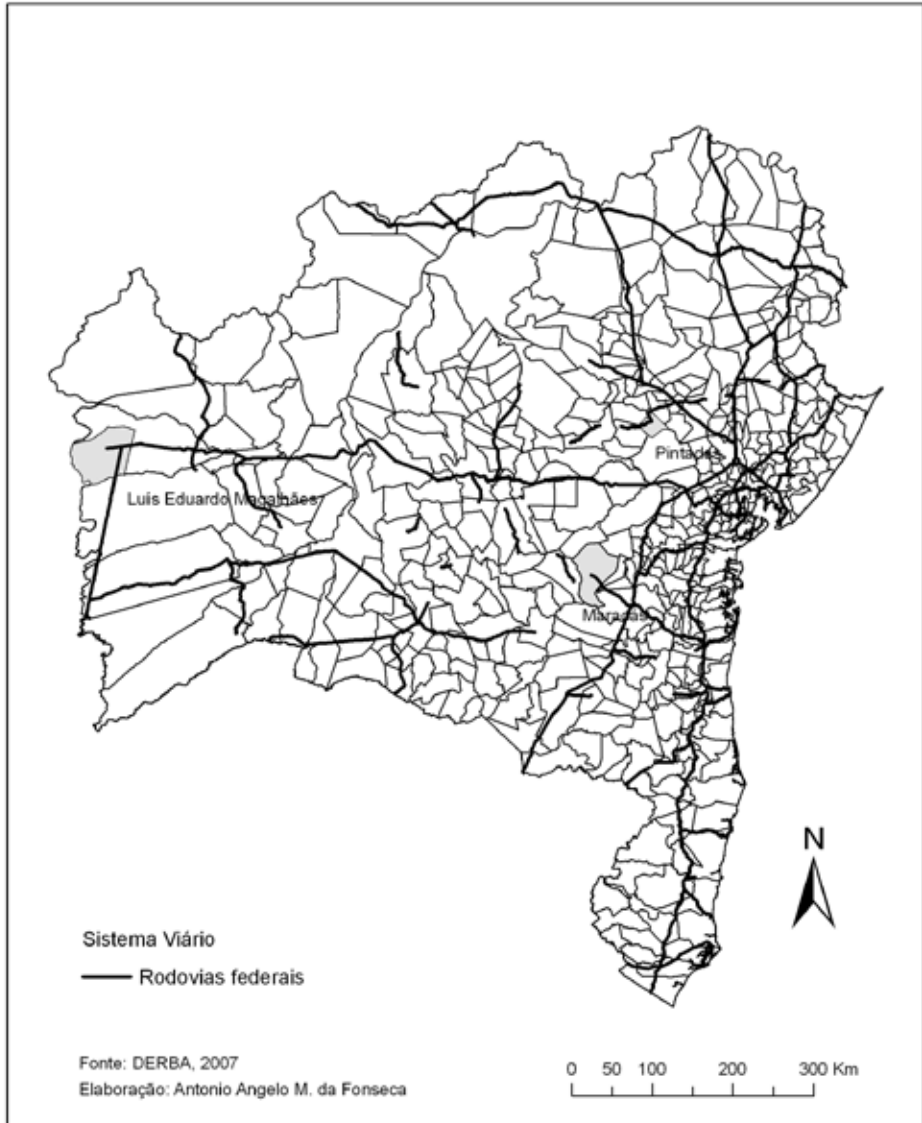 Pintadas
Luis Eduardo Magalhães
Maracás
N
Sistema Viário
Rodovias federais
Fonte: DERBA, 2007
Elaboração: Antonio Angelo M. da Fonseca
0 50 100 200 300 Km